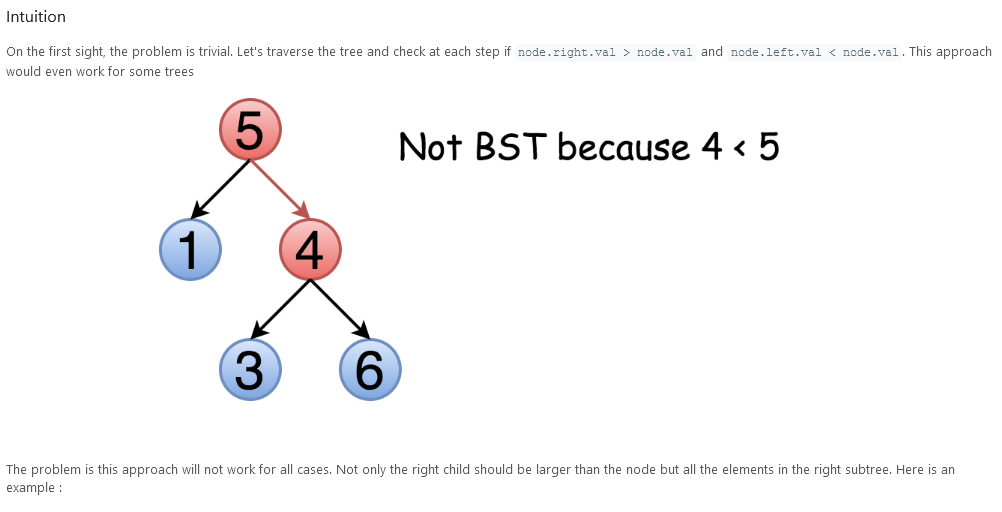 Intuition
On the first sight, the problem is trivial. Let's traverse the tree and check at each step if node.right.val > node.val and node.left.val < node.val. This approach
would even work for some trees
5
Not BST because 4 < 5
1
4
3
6
The problem is this approach will not work for all cases. Not only the right child should be larger than the node but all the elements in the right subtree. Here is an
example :